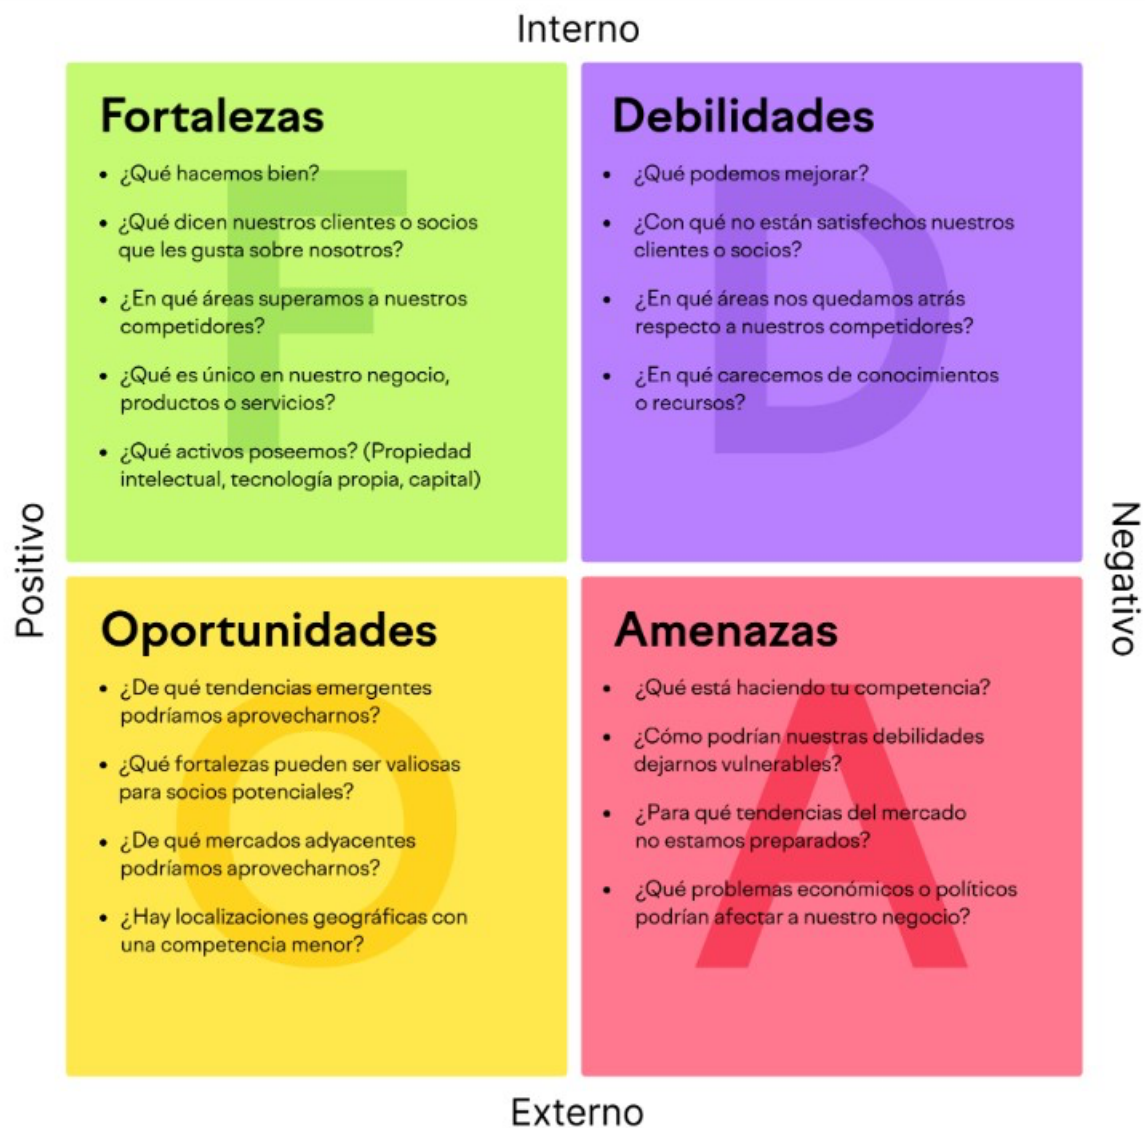 Interno
Fortalezas
• ¿Qué hacemos bien?
• ¿Qué dicen nuestros clientes o socios
que les gusta sobre nosotros?
• ¿En qué áreas superamos a nuestros
competidores?
• ¿Qué es único en nuestro negocio,
productos o servicios?
• ¿Qué activos poseemos? (Propiedad
intelectual, tecnología propia, capital)
F
Debilidades
• ¿Qué podemos mejorar?
• ¿Con qué no están satisfechos nuestros
clientes o socios?
• ¿En qué áreas nos quedamos atrás
respecto a nuestros competidores?
• ¿En qué carecemos de conocimientos
o recursos?
D
Positivo
Negativo
Oportunidades
• ¿De qué tendencias emergentes
podríamos aprovecharnos?
• ¿Qué fortalezas pueden ser valiosas
para socios potenciales?
• ¿De qué mercados adyacentes
podríamos aprovecharnos?
• ¿Hay localizaciones geográficas con
una competencia menor?
O
Amenazas
• ¿Qué está haciendo tu competencia?
• ¿Cómo podrían nuestras debilidades
dejarnos vulnerables?
• ¿Para qué tendencias del mercado
no estamos preparados?
• ¿Qué problemas económicos o políticos
podrían afectar a nuestro negocio?
A
Externo